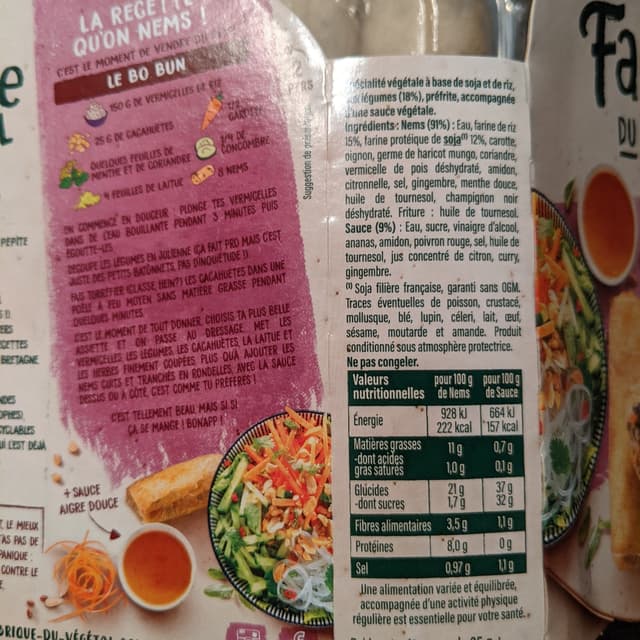 LA RECETTE
QU'ON NEMS !
C'EST LE MOMENT DE VENDRE DU
LE BO BUN
150 G DE VERMICELLES DE RIZ
25 G DE CACAHUÈTES
1/4 DE
CONCOMBRE
QUELQUES FEUILLES DE
MENTHE ET DE CORIANDRE
8 NEMS
4 FEUILLES DE LAITUE
ON COMMENCE EN DOUCEUR : PLONGE TES VERMICELLES
DANS DE L'EAU BOUILLANTE PENDANT 3 MINUTES PUIS
ÉGOUTTE-LES.
DÉCOUPE LES LÉGUMES EN JULIENNE (ÇA FAIT PRO MAIS C'EST
JUSTE DES PETITS BÂTONNETS, PAS D'INQUIÉTUDE !)
FAIS TORRÉFIER (CLASSE, HEIN?) LES CACAHUÈTES DANS UNE
POÊLE À FEU MOYEN SANS MATIÈRE GRASSE PENDANT
QUELQUES MINUTES
C'EST LE MOMENT DE TOUT DONNER : CHOISIS TA PLUS BELLE
ASSIETTE ET ON PASSE AU DRESSAGE. MET LES
VERMICELLES, LES LÉGUMES, LES CACAHUÈTES, LA LAITUE ET
LES HERBES FINEMENT COUPÉES. PLUS QU'À AJOUTER LES
NEMS CUITS ET TRANCHÉS EN RONDELLES, AVEC LA SAUCE
DESSUS OU À CÔTÉ, C'EST COMME TU PRÉFÈRES !
C'EST TELLEMENT BEAU, MAIS SI SI
ÇA SE MANGE ! BONAPP !
+ SAUCE
AIGRE DOUCE
PÉPITE
BRETAGNE
LE MIEUX
PAS DE
PANIQUE :
CONTRE LE
Suggestion de présentation
Spécialité végétale à base de soja et de riz,
légumes (18%), préfrite, accompagnée
d'une sauce végétale.
Ingrédients : Nems (91%) : Eau, farine de riz
15%, farine protéique de soja⁽¹⁾ 12%, carotte,
oignon, germe de haricot mungo, coriandre,
vermicelle de pois déshydraté, amidon,
citronnelle, sel, gingembre, menthe douce,
huile de tournesol, champignon noir
déshydraté. Friture : huile de tournesol.
Sauce (9%) : Eau, sucre, vinaigre d'alcool,
ananas, amidon, poivron rouge, sel, huile de
tournesol, jus concentré de citron, curry,
gingembre.
⁽¹⁾ Soja filière française, garanti sans OGM.
Traces éventuelles de poisson, crustacé,
mollusque, blé, lupin, céleri, lait, œuf,
sésame, moutarde et amande. Produit
conditionné sous atmosphère protectrice.
Ne pas congeler.
Valeurs nutritionnelles pour 100 g de Nems pour 100 g de Sauce
Énergie 928 kJ 222 kcal 664 kJ 157 kcal
Matières grasses 11 g 0,7 g
-dont acides gras saturés 1,0 g 0,1 g
Glucides 21 g 37 g
-dont sucres 1,7 g 32 g
Fibres alimentaires 3,5 g 1,1 g
Protéines 8,0 g 0 g
Sel 0,97 g 1,1 g
Une alimentation variée et équilibrée,
accompagnée d'une activité physique
régulière est essentielle pour votre santé.
Fa
DU